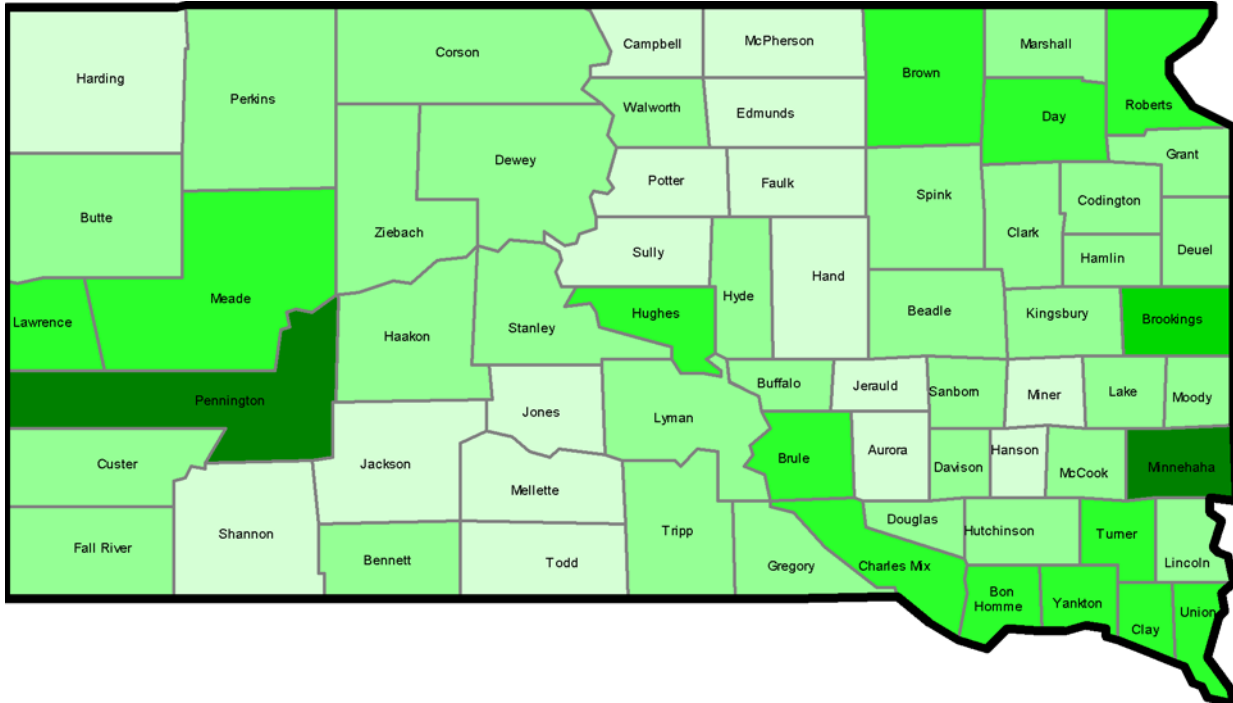 Harding
Perkins
Corson
Campbell
McPherson
Brown
Marshall
Roberts
Walworth
Edmunds
Day
Grant
Butte
Ziebach
Dewey
Potter
Faulk
Spink
Clark
Codington
Deuel
Hamlin
Lawrence
Meade
Sully
Hand
Hyde
Haakon
Stanley
Hughes
Beadle
Kingsbury
Brookings
Pennington
Jones
Lyman
Buffalo
Jerauld
Sanborn
Miner
Lake
Moody
Custer
Jackson
Mellette
Brule
Aurora
Davison
Hanson
McCook
Minnehaha
Fall River
Shannon
Bennett
Todd
Tripp
Gregory
Charles Mix
Douglas
Hutchinson
Turner
Lincoln
Bon
Homme
Yankton
Clay
Union